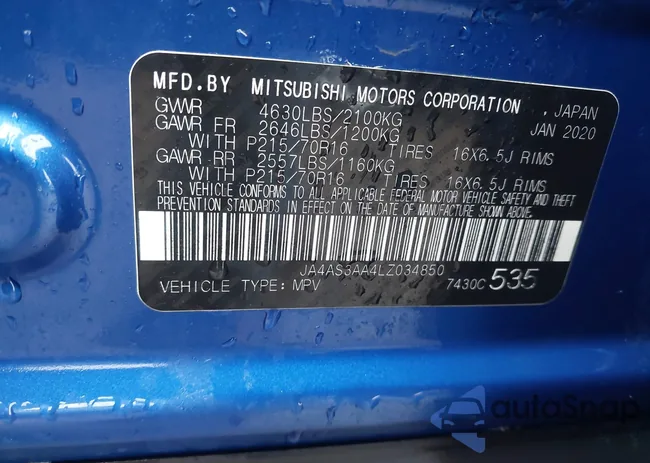 MFD.BY MITSUBISHI MOTORS CORPORATION , JAPAN
GVWR 4630LBS/2100KG JAN 2020
GAWR FR 2646LBS/1200KG
WITH P215/70R16 TIRES 16X6.5J RIMS
GAWR RR 2557LBS/1160KG
WITH P215/70R16 TIRES 16X6.5J RIMS
THIS VEHICLE CONFORMS TO ALL APPLICABLE FEDERAL MOTOR VEHICLE SAFETY AND THEFT
PREVENTION STANDARDS IN EFFECT ON THE DATE OF MANUFACTURE SHOWN ABOVE.
JA4AS3AA4LZ034850
VEHICLE TYPE: MPV 7430C 535
autoSnap